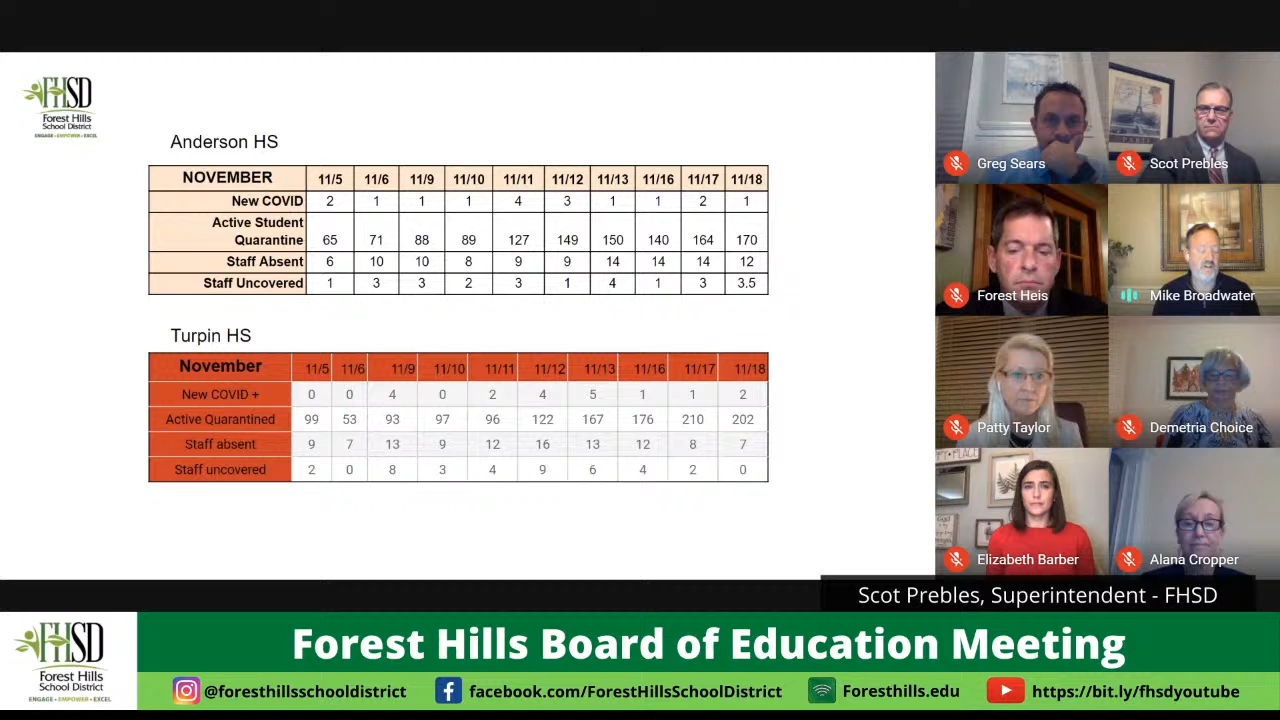 FHSD
Forest Hills
School District
ENGAGE • EMPOWER • EXCEL
Anderson HS
NOVEMBER 11/5 11/6 11/9 11/10 11/11 11/12 11/13 11/16 11/17 11/18
New COVID 2 1 1 1 4 3 1 1 2 1
Active Student
Quarantine 65 71 88 89 127 149 150 140 164 170
Staff Absent 6 10 10 8 9 9 14 14 14 12
Staff Uncovered 1 3 3 2 3 1 4 1 3 3.5
Turpin HS
November 11/5 11/6 11/9 11/10 11/11 11/12 11/13 11/16 11/17 11/18
New COVID + 0 0 4 0 2 4 5 1 1 2
Active Quarantined 99 53 93 97 96 122 167 176 210 202
Staff absent 9 7 13 9 12 16 13 12 8 7
Staff uncovered 2 0 8 3 4 9 6 4 2 0
Greg Sears
Scot Prebles
Forest Heis
Mike Broadwater
Patty Taylor
Demetria Choice
Elizabeth Barber
Alana Cropper
Scot Prebles, Superintendent - FHSD
FHSD
Forest Hills
School District
ENGAGE • EMPOWER • EXCEL
Forest Hills Board of Education Meeting
@foresthillsschooldistrict
facebook.com/ForestHillsSchoolDistrict
Foresthills.edu
https://bit.ly/fhsdyoutube